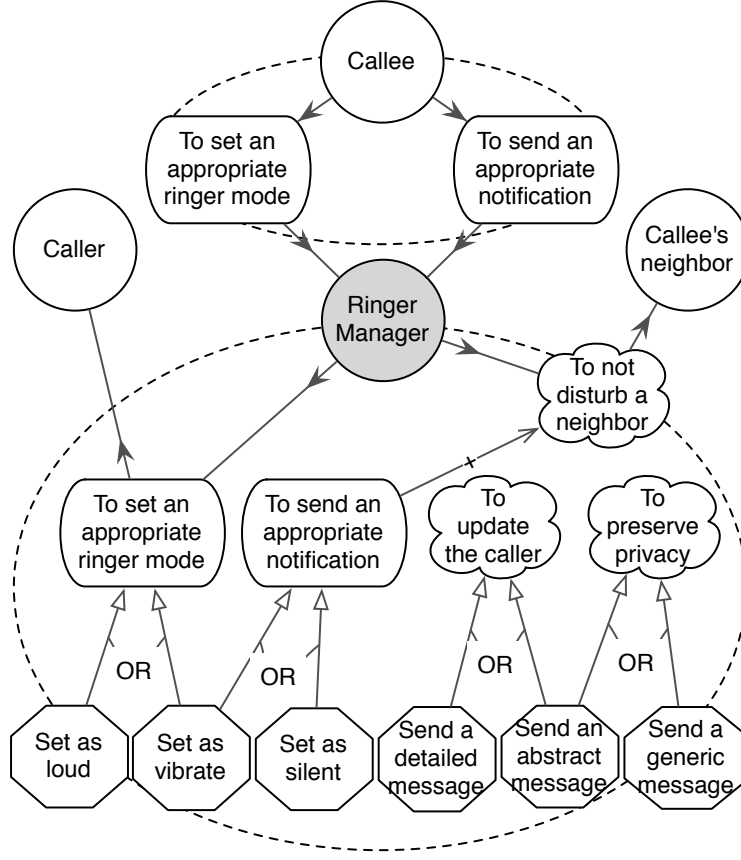 Callee
To set an
appropriate
ringer mode
To send an
appropriate
notification
Caller
Callee's
neighbor
Ringer
Manager
To not
disturb a
neighbor
To set an
appropriate
ringer mode
To send an
appropriate
notification
To
update
the caller
To
preserve
privacy
OR
OR
OR
OR
Set as
loud
Set as
vibrate
Set as
silent
Send a
detailed
message
Send an
abstract
message
Send a
generic
message